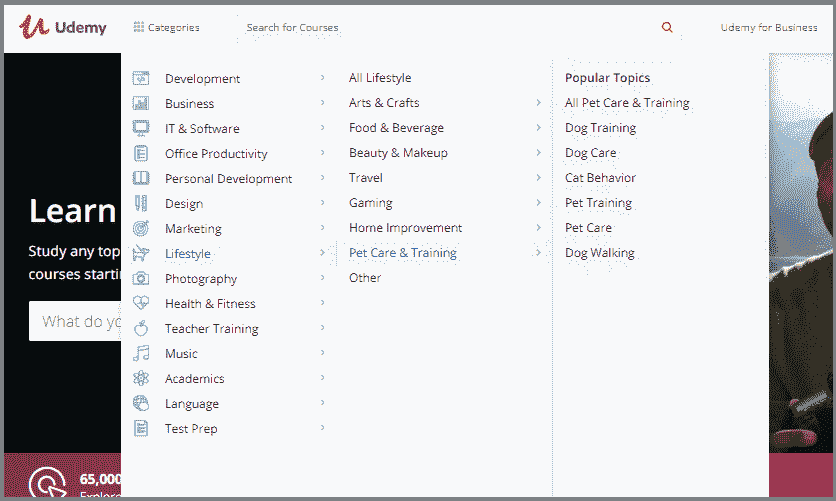 Udemy
Categories
Search for Courses
Udemy for Business
Development
Business
IT & Software
Office Productivity
Personal Development
Design
Marketing
Lifestyle
Photography
Health & Fitness
Teacher Training
Music
Academics
Language
Test Prep
All Lifestyle
Arts & Crafts
Food & Beverage
Beauty & Makeup
Travel
Gaming
Home Improvement
Pet Care & Training
Other
Popular Topics
All Pet Care & Training
Dog Training
Dog Care
Cat Behavior
Pet Training
Pet Care
Dog Walking
Learn
Study any top
courses starti
What do yo
65,000